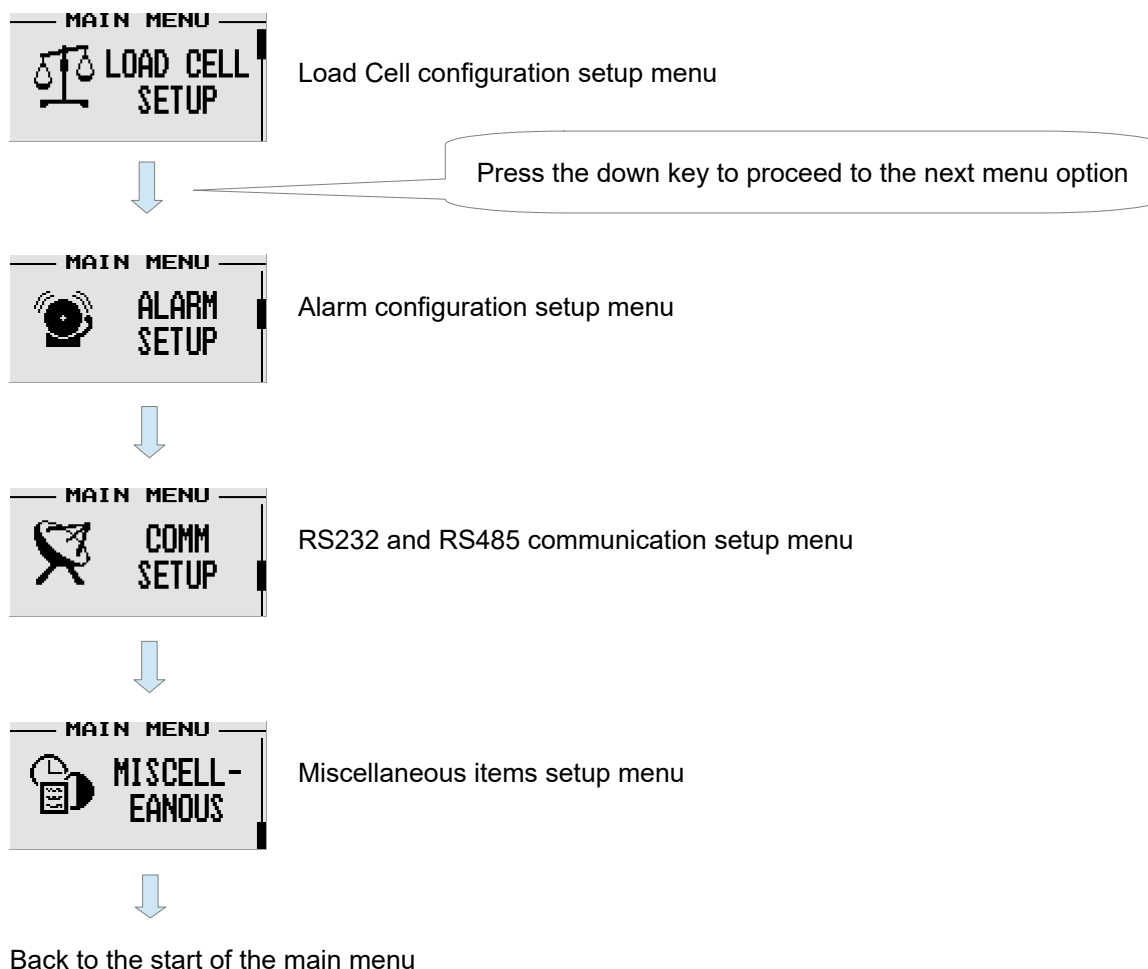 MAIN MENU
LOAD CELL
SETUP
Load Cell configuration setup menu
Press the down key to proceed to the next menu option
MAIN MENU
ALARM
SETUP
Alarm configuration setup menu
MAIN MENU
COMM
SETUP
RS232 and RS485 communication setup menu
MAIN MENU
MISCELL-
EANOUS
Miscellaneous items setup menu
Back to the start of the main menu